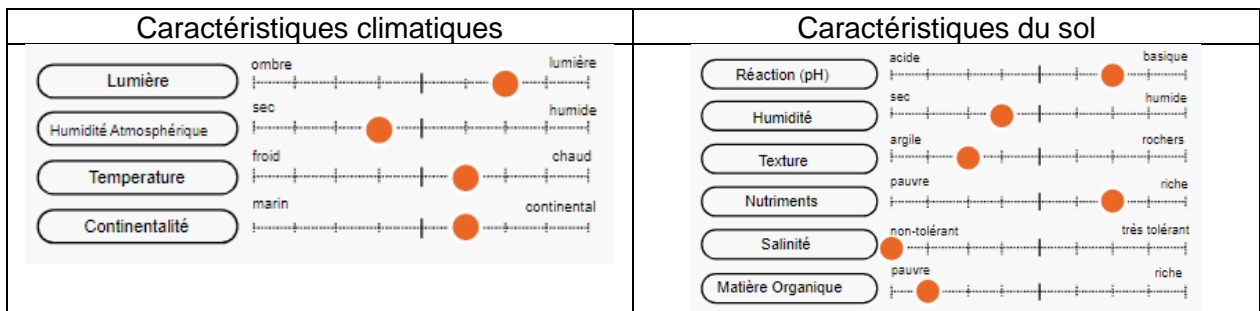 Caractéristiques climatiques
Lumière
ombre
lumière
Humidité Atmosphérique
sec
humide
Temperature
froid
chaud
Continentalité
marin
continental
Caractéristiques du sol
Réaction (pH)
acide
basique
Humidité
sec
humide
Texture
argile
rochers
Nutriments
pauvre
riche
Salinité
non-tolérant
très tolérant
Matière Organique
pauvre
riche